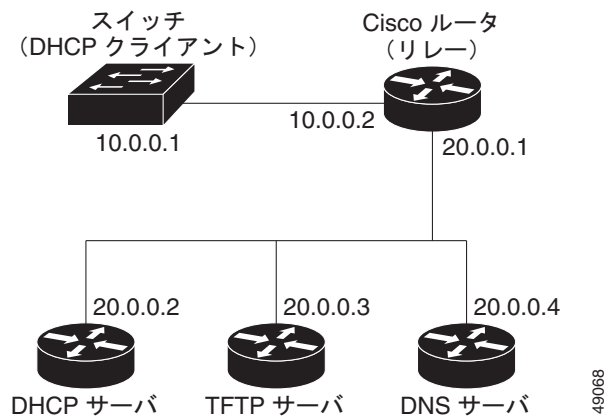 スイッチ
（DHCP クライアント）
Cisco ルータ
（リレー）
10.0.0.1
10.0.0.2
20.0.0.1
20.0.0.2
20.0.0.3
20.0.0.4
DHCP サーバ
TFTP サーバ
DNS サーバ
49068